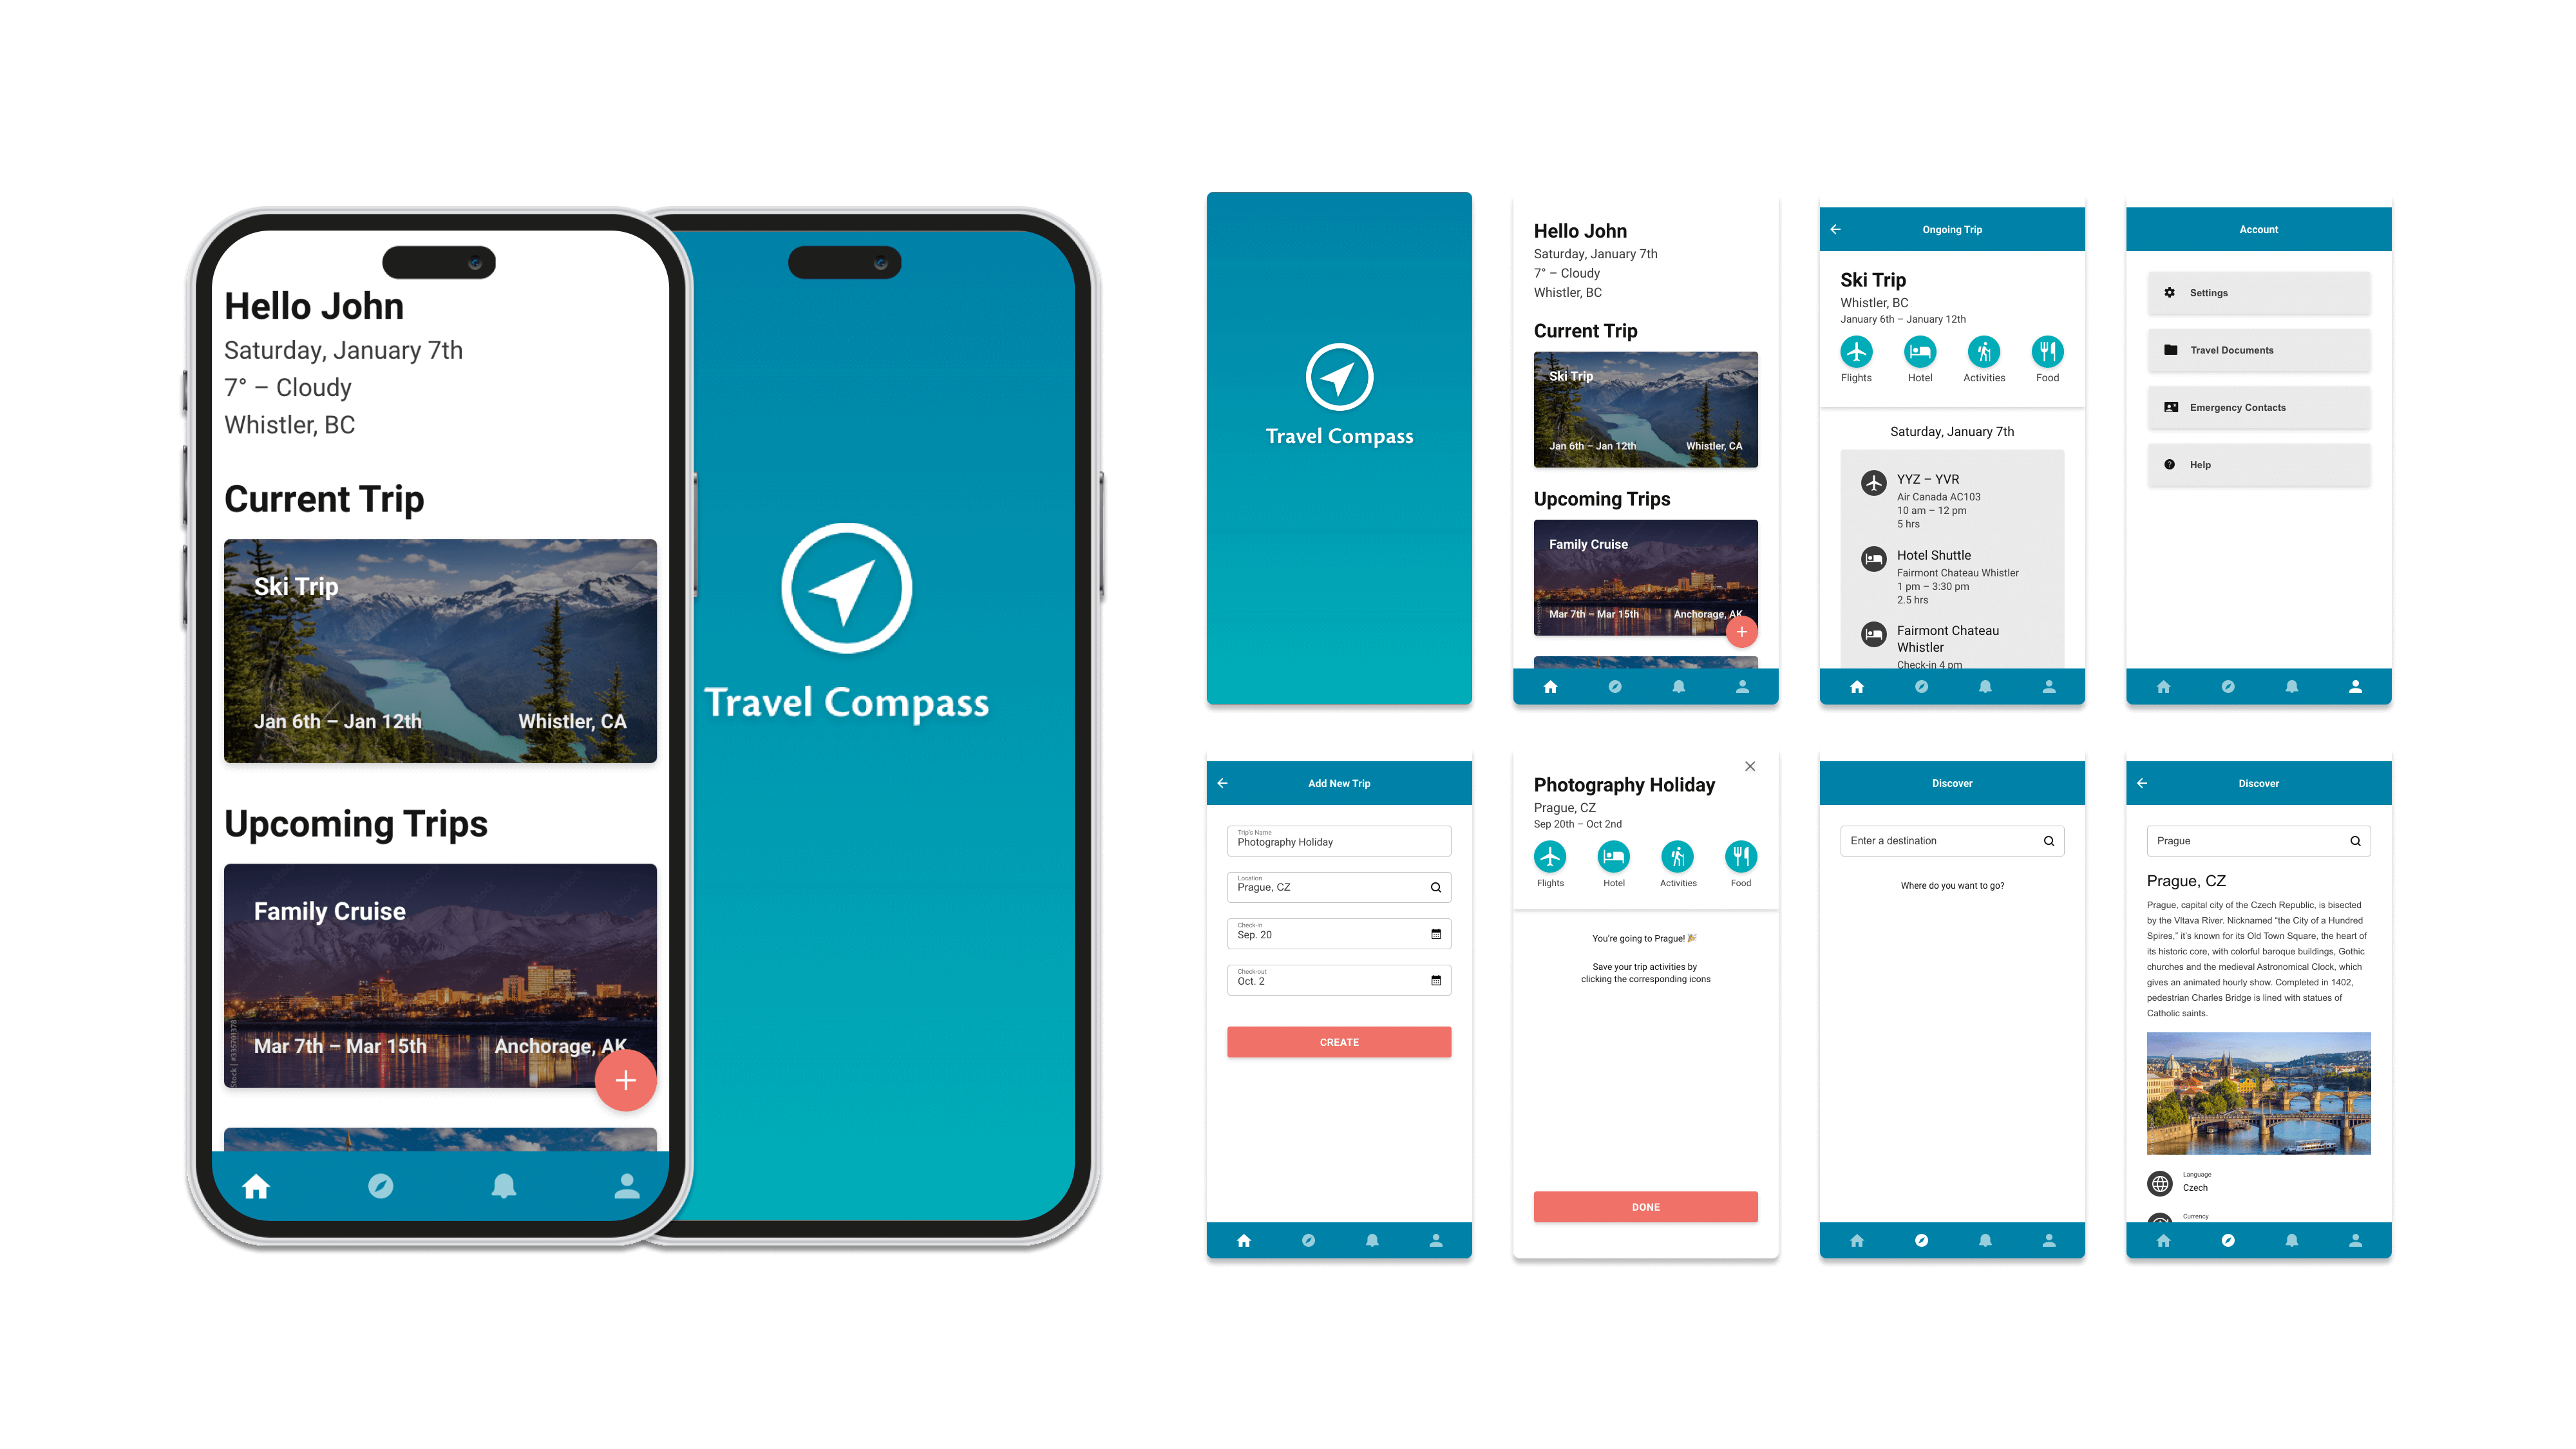 Hello John
Saturday, January 7th
7° – Cloudy
Whistler, BC
Current Trip
Ski Trip
Jan 6th – Jan 12th
Whistler, CA
Upcoming Trips
Family Cruise
Mar 7th – Mar 15th
Anchorage, AK
Stock | #335701378
Travel Compass
Travel Compass
Hello John
Saturday, January 7th
7° – Cloudy
Whistler, BC
Current Trip
Ski Trip
Jan 6th – Jan 12th
Whistler, CA
Upcoming Trips
Family Cruise
Mar 7th – Mar 15th
Anchorage, AK
Ongoing Trip
Ski Trip
Whistler, BC
January 6th – January 12th
Flights
Hotel
Activities
Food
Saturday, January 7th
YYZ – YVR
Air Canada AC103
10 am – 12 pm
5 hrs
Hotel Shuttle
Fairmont Chateau Whistler
1 pm – 3:30 pm
2.5 hrs
Fairmont Chateau
Whistler
Check-in 4 pm
Account
Settings
Travel Documents
Emergency Contacts
Help
Add New Trip
Trip's Name
Photography Holiday
Location
Prague, CZ
Check-in
Sep. 20
Check-out
Oct. 2
CREATE
Photography Holiday
Prague, CZ
Sep 20th – Oct 2nd
Flights
Hotel
Activities
Food
You're going to Prague! 🎉
Save your trip activities by
clicking the corresponding icons
DONE
Discover
Enter a destination
Where do you want to go?
Discover
Prague
Prague, CZ
Prague, capital city of the Czech Republic, is bisected
by the Vltava River. Nicknamed “the City of a Hundred
Spires,” it's known for its Old Town Square, the heart of
its historic core, with colorful baroque buildings, Gothic
churches and the medieval Astronomical Clock, which
gives an animated hourly show. Completed in 1402,
pedestrian Charles Bridge is lined with statues of
Catholic saints.
Language
Czech
Currency